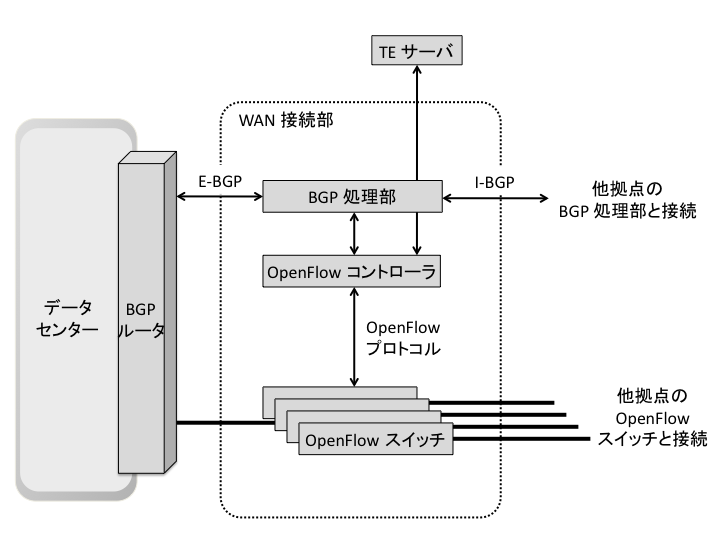 TE サーバ
WAN 接続部
E-BGP
BGP 処理部
I-BGP
他拠点の
BGP 処理部と接続
OpenFlow コントローラ
データ
センター
BGP
ルータ
OpenFlow
プロトコル
他拠点の
OpenFlow
スイッチと接続
OpenFlow スイッチ